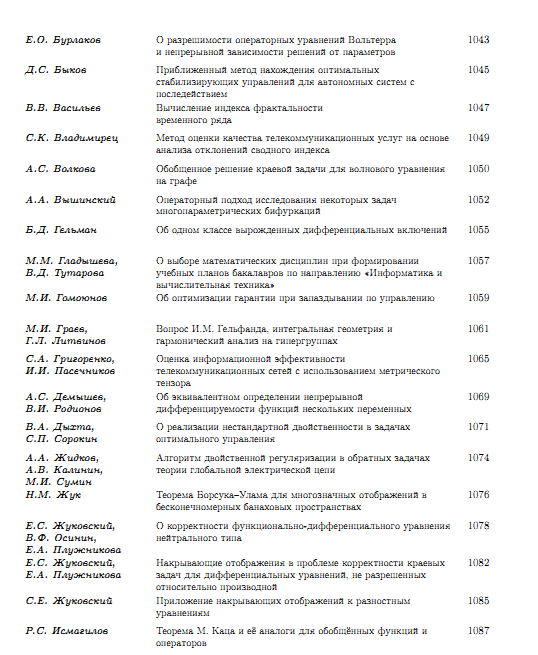 Е.О. Бурлаков О разрешимости операторных уравнений Вольтерра 1043
и непрерывной зависимости решений от параметров
Д.С. Быков Приближенный метод нахождения оптимальных 1045
стабилизирующих управлений для автономных систем с
последействием
В.В. Васильев Вычисление индекса фрактальности 1047
временного ряда
С.К. Владимирец Метод оценки качества телекоммуникационных услуг на основе 1049
анализа отклонений сводного индекса
А.С. Волкова Обобщенное решение краевой задачи для волнового уравнения 1050
на графе
А.А. Вышинский Операторный подход исследования некоторых задач 1052
многопараметрических бифуркаций
Б.Д. Гельман Об одном классе вырожденных дифференциальных включений 1055
М.М. Гладышева, О выборе математических дисциплин при формировании 1057
В.Д. Тутарова учебных планов бакалавров по направлению «Информатика и
вычислительная техника»
М.И. Гомоюнов Об оптимизации гарантии при запаздывании по управлению 1059
М.И. Граев, Вопрос И.М. Гельфанда, интегральная геометрия и 1061
Г.Л. Литвинов гармонический анализ на гипергруппах
С.А. Григоренко, Оценка информационной эффективности 1065
И.И. Пасечников телекоммуникационных сетей с использованием метрического
тензора
А.С. Демышев, Об эквивалентном определении непрерывной 1069
В.И. Родионов дифференцируемости функций нескольких переменных
В.А. Дыхта, О реализации нестандартной двойственности в задачах 1071
С.П. Сорокин оптимального управления
А.А. Жидков, Алгоритм двойственной регуляризации в обратных задачах 1074
А.В. Калинин, теории глобальной электрической цепи
М.И. Сумин
Н.М. Жук Теорема Борсука–Улама для многозначных отображений в 1076
бесконечномерных банаховых пространствах
Е.С. Жуковский, О корректности функционально-дифференциального уравнения 1078
В.Ф. Осинин, нейтрального типа
Е.А. Плужникова
Е.С. Жуковский, Накрывающие отображения в проблеме корректности краевых 1082
Е.А. Плужникова задач для дифференциальных уравнений, не разрешенных
относительно производной
С.Е. Жуковский Приложение накрывающих отображений к разностным 1085
уравнениям
Р.С. Исмагилов Теорема М. Каца и её аналоги для обобщённых функций и 1087
операторов